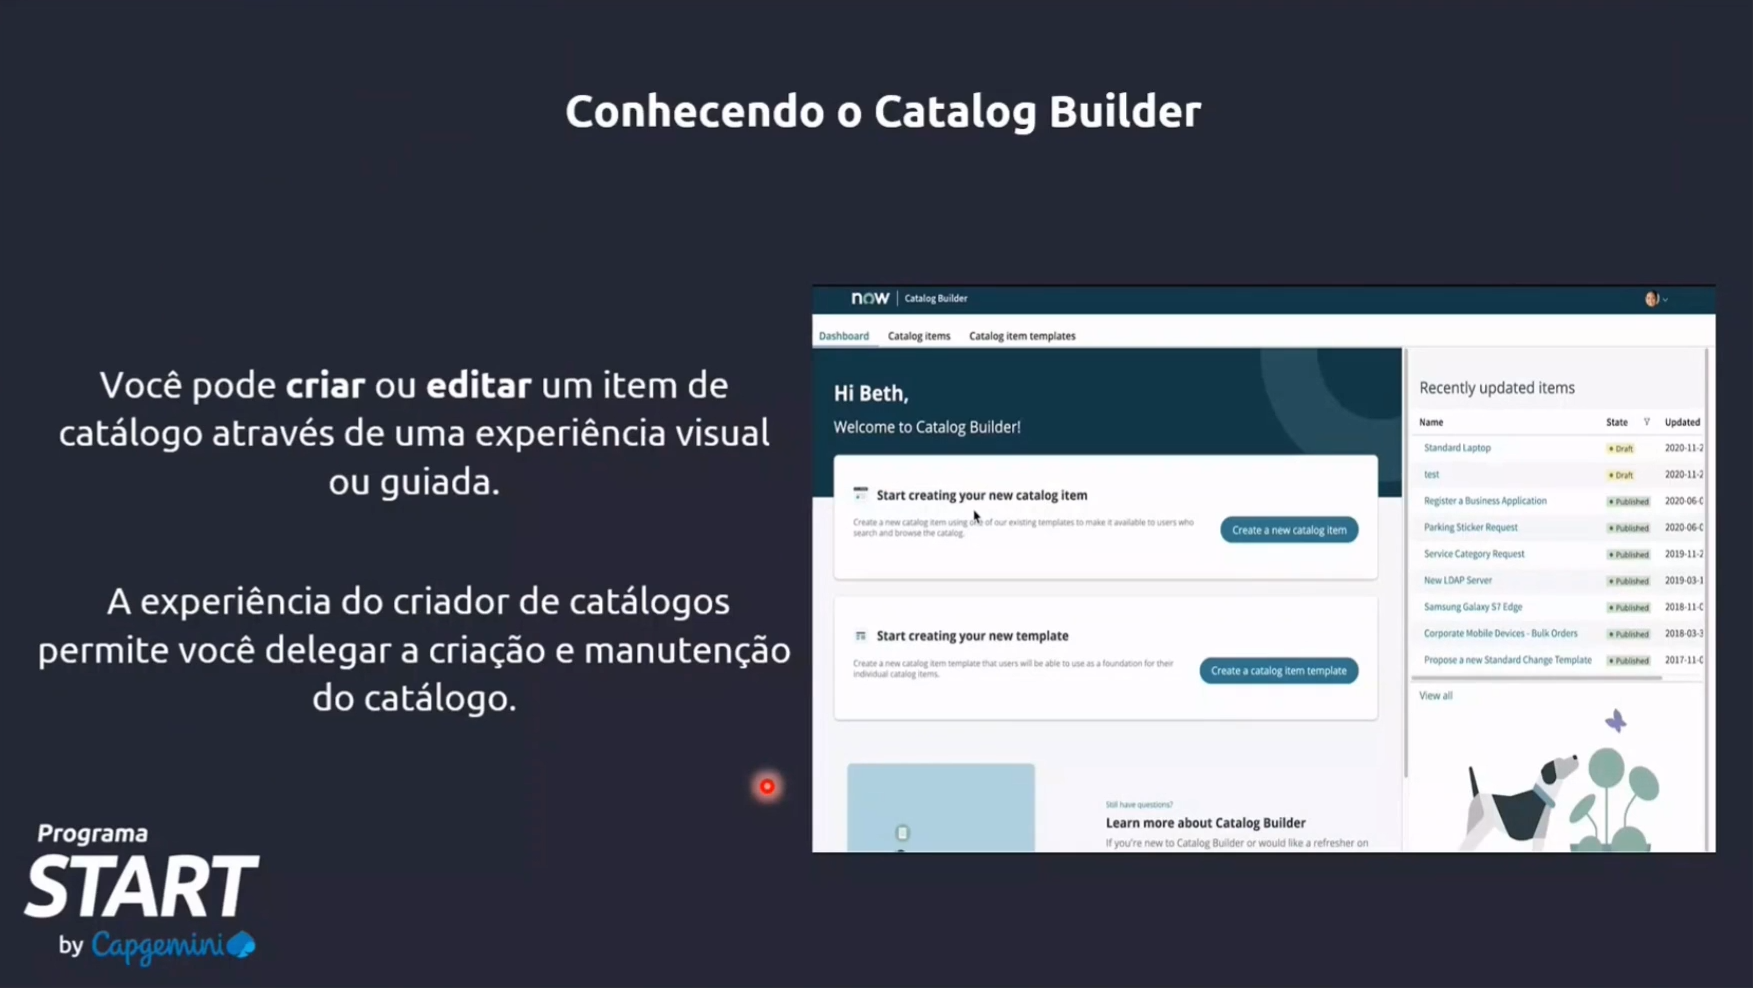 Conhecendo o Catalog Builder
Você pode criar ou editar um item de
catálogo através de uma experiência visual
ou guiada.
A experiência do criador de catálogos
permite você delegar a criação e manutenção
do catálogo.
Programa
START
by Capgemini
now | Catalog Builder
Dashboard Catalog items Catalog item templates
Hi Beth,
Welcome to Catalog Builder!
Start creating your new catalog item
Create a new catalog item using one of our existing templates to make it available to users who
search and browse the catalog.
Create a new catalog item
Start creating your new template
Create a new catalog item template that users will be able to use as a foundation for their
individual catalog items.
Create a catalog item template
Still have questions?
Learn more about Catalog Builder
If you're new to Catalog Builder or would like a refresher on
Recently updated items
Name State Updated
Standard Laptop Draft 2020-11-2
test Draft 2020-11-2
Register a Business Application Published 2020-06-0
Parking Sticker Request Published 2020-06-0
Service Category Request Published 2019-11-2
New LDAP Server Published 2019-03-1
Samsung Galaxy S7 Edge Published 2018-11-0
Corporate Mobile Devices - Bulk Orders Published 2018-03-3
Propose a new Standard Change Template Published 2017-11-0
View all